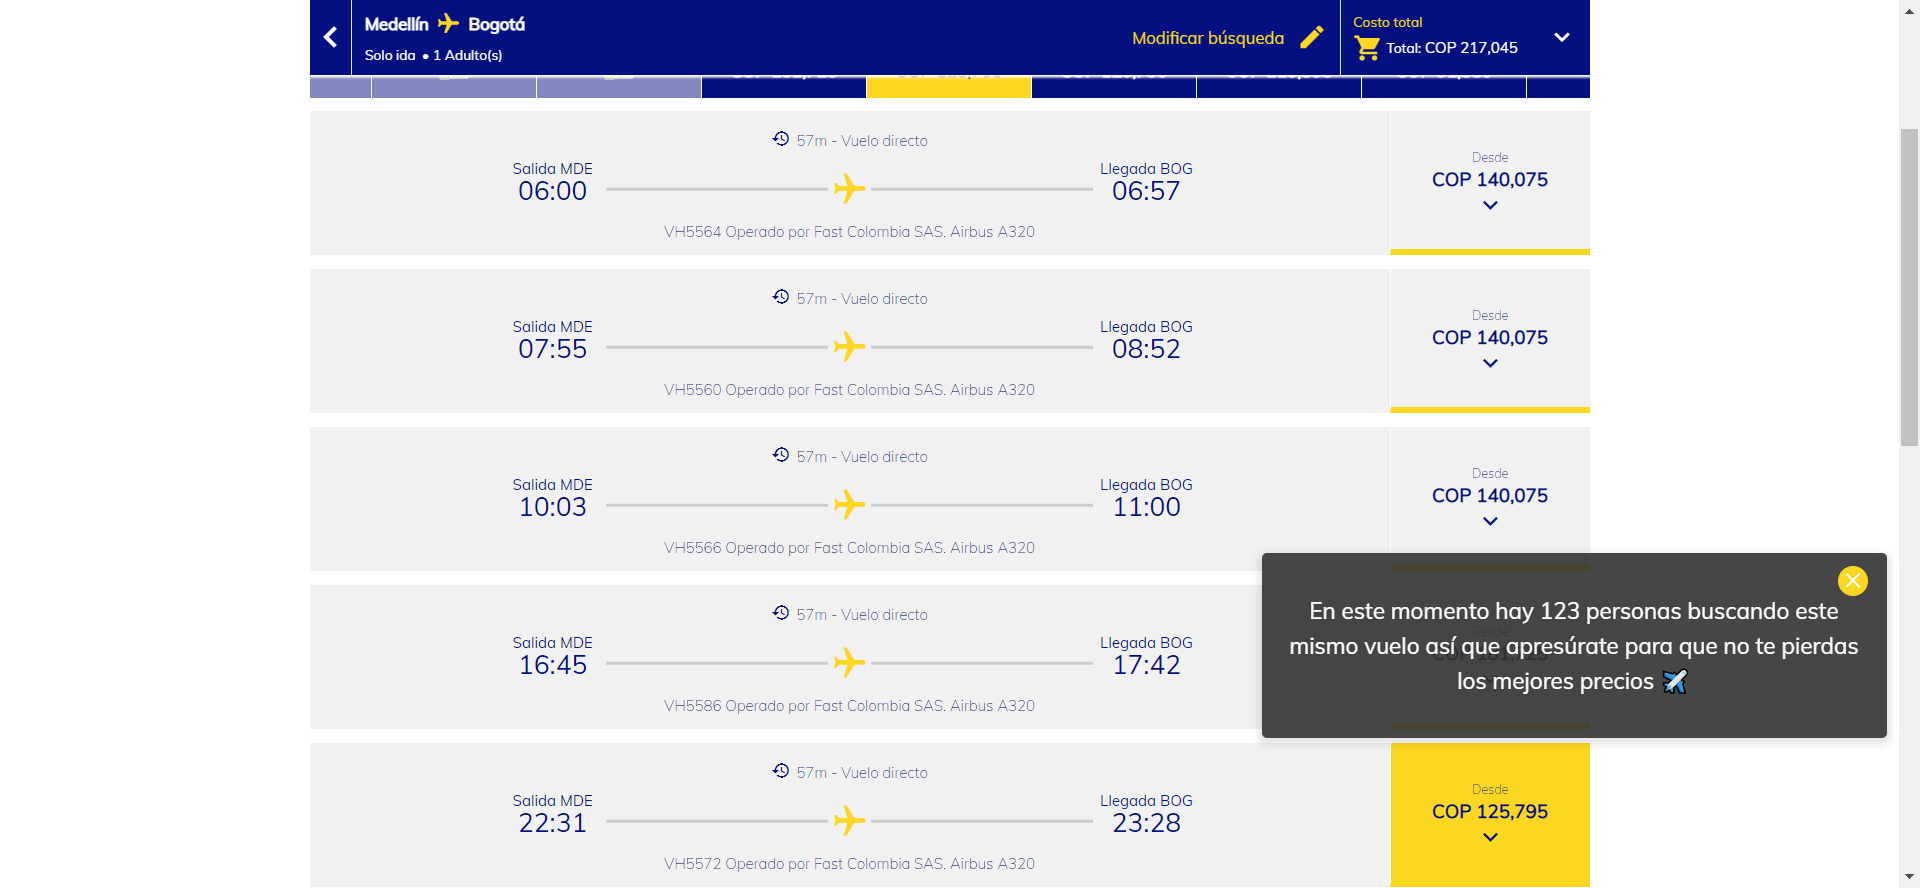 Medellín Bogotá
Solo ida • 1 Adulto(s)
Modificar búsqueda
Costo total
Total: COP 217,045
57m - Vuelo directo
Salida MDE
06:00
Llegada BOG
06:57
VH5564 Operado por Fast Colombia SAS. Airbus A320
Desde
COP 140,075
57m - Vuelo directo
Salida MDE
07:55
Llegada BOG
08:52
VH5560 Operado por Fast Colombia SAS. Airbus A320
Desde
COP 140,075
57m - Vuelo directo
Salida MDE
10:03
Llegada BOG
11:00
VH5566 Operado por Fast Colombia SAS. Airbus A320
Desde
COP 140,075
57m - Vuelo directo
Salida MDE
16:45
Llegada BOG
17:42
VH5586 Operado por Fast Colombia SAS. Airbus A320
En este momento hay 123 personas buscando este
mismo vuelo así que apresúrate para que no te pierdas
los mejores precios
57m - Vuelo directo
Salida MDE
22:31
Llegada BOG
23:28
VH5572 Operado por Fast Colombia SAS. Airbus A320
Desde
COP 125,795